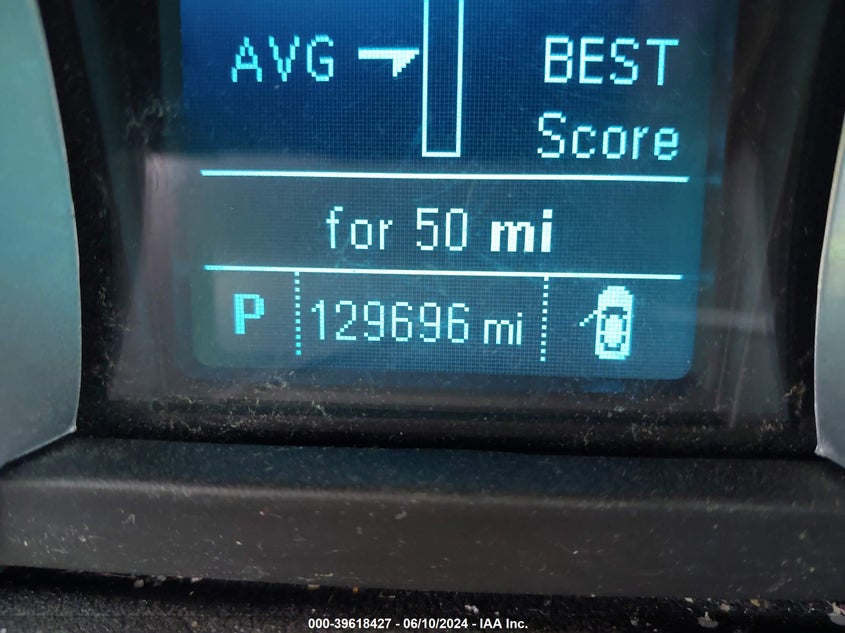 AVG BEST
Score
for 50 mi
P 129696 mi
000-39618427 - 06/10/2024 - IAA Inc.